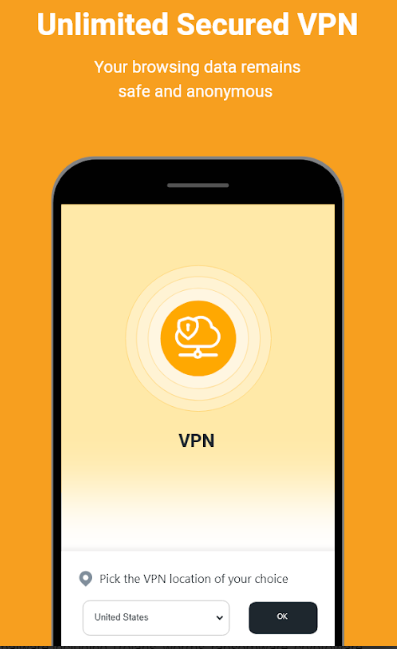 Unlimited Secured VPN
Your browsing data remains
safe and anonymous
VPN
Pick the VPN location of your choice
United States
OK